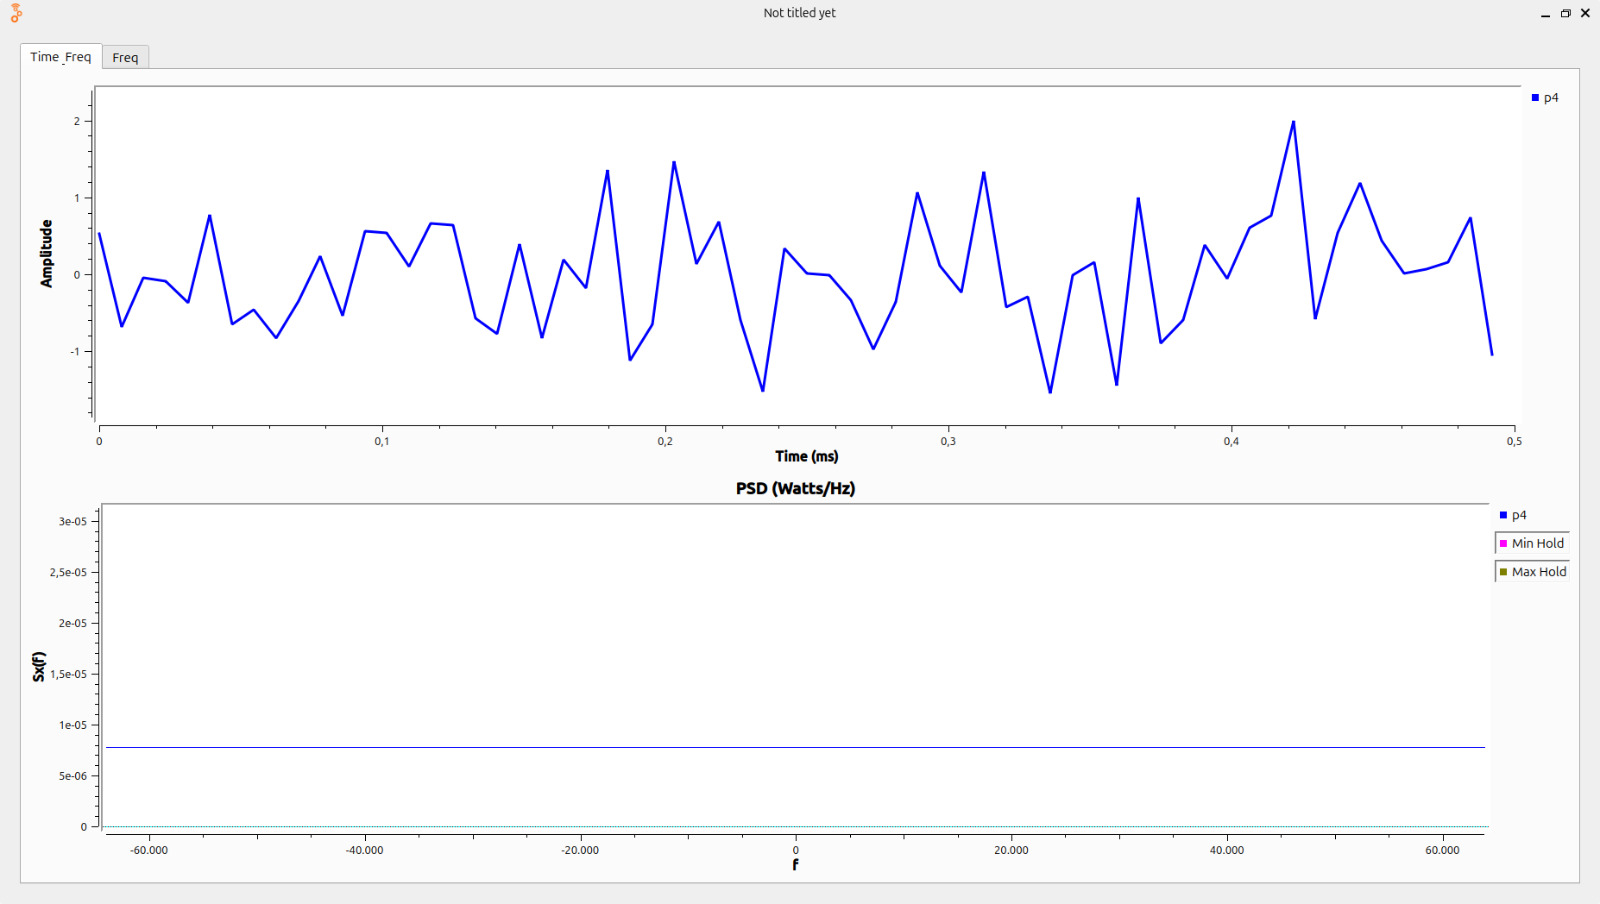 Not titled yet
Time_Freq
Freq
2
1
0
-1
Amplitude
p4
0
0,1
0,2
0,3
0,4
0,5
Time (ms)
PSD (Watts/Hz)
3e-05
2,5e-05
2e-05
1,5e-05
1e-05
5e-06
0
Sx(f)
p4
Min Hold
Max Hold
-60.000
-40.000
-20.000
0
20.000
40.000
60.000
f